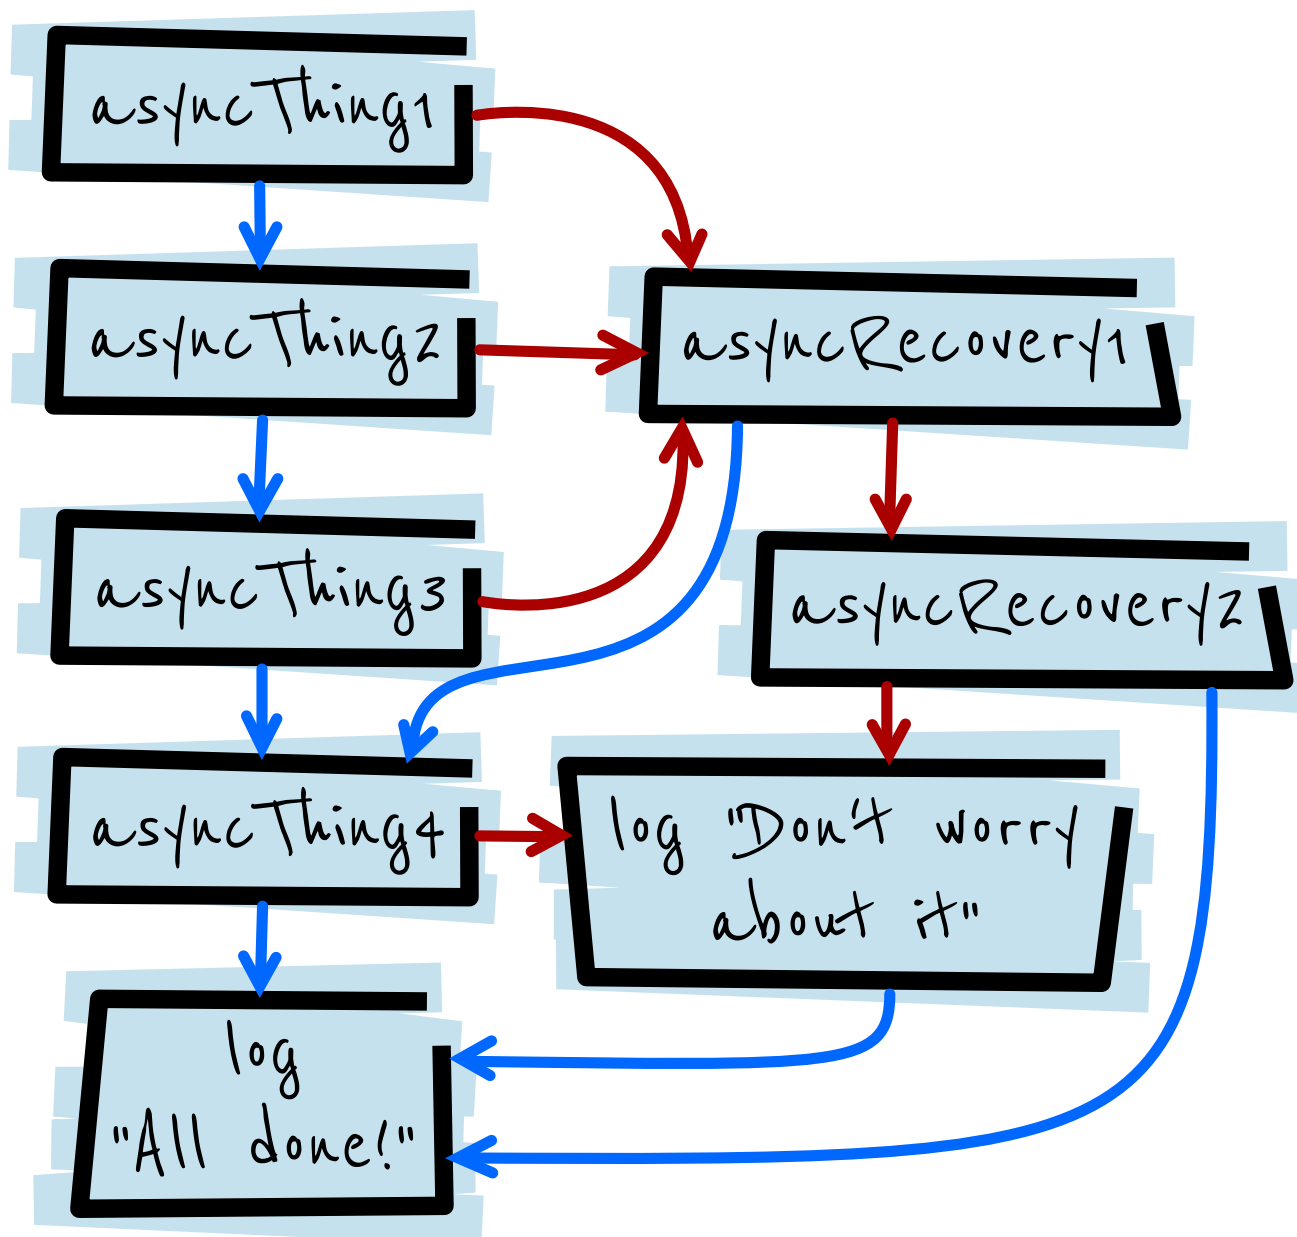 asyncThing1
asyncThing2
asyncRecovery1
asyncThing3
asyncRecovery2
asyncThing4
log "Don't worry
about it"
log
"All done!"